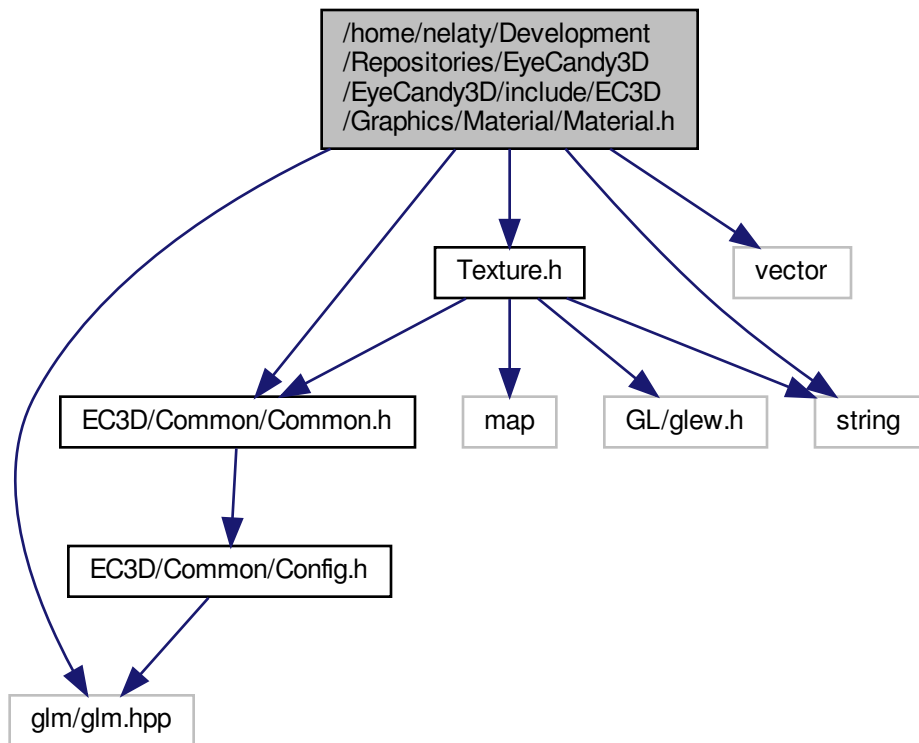 /home/nelaty/Development
/Repositories/EyeCandy3D
/EyeCandy3D/include/EC3D
/Graphics/Material/Material.h
Texture.h
vector
EC3D/Common/Common.h
map
GL/glew.h
string
EC3D/Common/Config.h
glm/glm.hpp